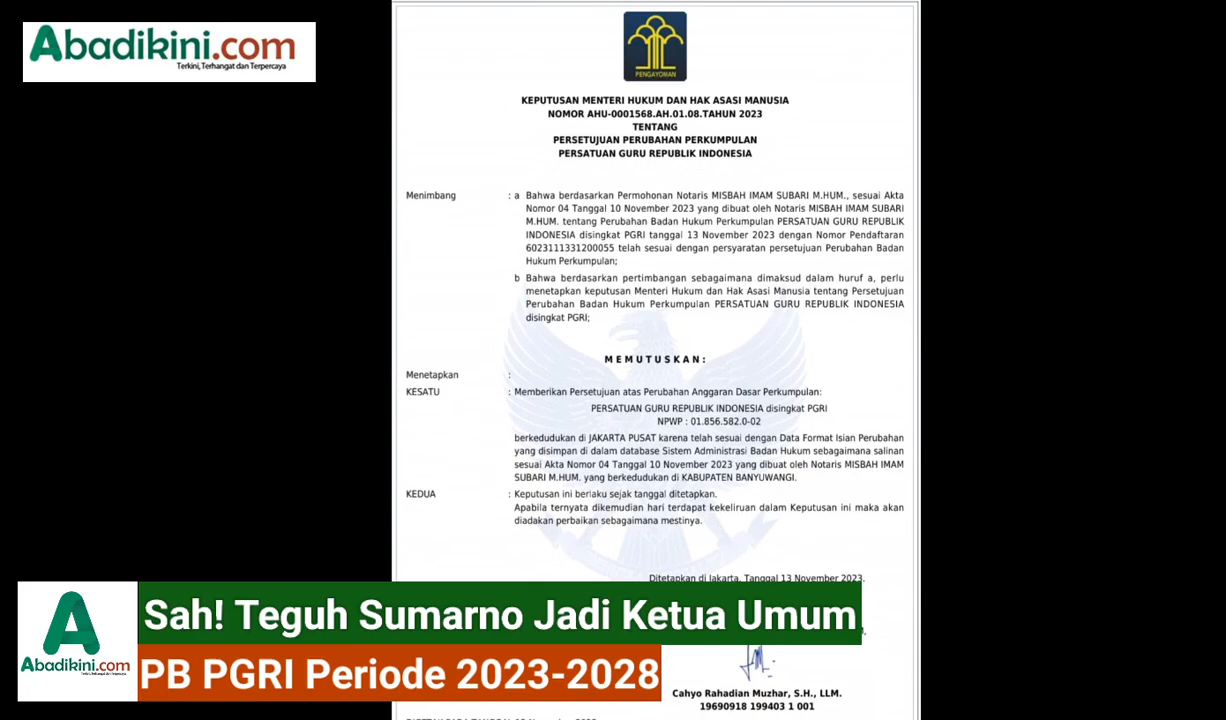 Abadikini.com
Terkini, Terhangat dan Terpercaya
PENGAYOMAN
KEPUTUSAN MENTERI HUKUM DAN HAK ASASI MANUSIA
NOMOR AHU-0001568.AH.01.08.TAHUN 2023
TENTANG
PERSETUJUAN PERUBAHAN PERKUMPULAN
PERSATUAN GURU REPUBLIK INDONESIA
Menimbang : a Bahwa berdasarkan Permohonan Notaris MISBAH IMAM SUBARI M.HUM., sesuai Akta
Nomor 04 Tanggal 10 November 2023 yang dibuat oleh Notaris MISBAH IMAM SUBARI
M.HUM. tentang Perubahan Badan Hukum Perkumpulan PERSATUAN GURU REPUBLIK
INDONESIA disingkat PGRI tanggal 13 November 2023 dengan Nomor Pendaftaran
6023111331200055 telah sesuai dengan persyaratan persetujuan Perubahan Badan
Hukum Perkumpulan;
b Bahwa berdasarkan pertimbangan sebagaimana dimaksud dalam huruf a, perlu
menetapkan keputusan Menteri Hukum dan Hak Asasi Manusia tentang Persetujuan
Perubahan Badan Hukum Perkumpulan PERSATUAN GURU REPUBLIK INDONESIA
disingkat PGRI;
M E M U T U S K A N :
Menetapkan :
KESATU : Memberikan Persetujuan atas Perubahan Anggaran Dasar Perkumpulan:
PERSATUAN GURU REPUBLIK INDONESIA disingkat PGRI
NPWP : 01.856.582.0-02
berkedudukan di JAKARTA PUSAT karena telah sesuai dengan Data Format Isian Perubahan
yang disimpan di dalam database Sistem Administrasi Badan Hukum sebagaimana salinan
sesuai Akta Nomor 04 Tanggal 10 November 2023 yang dibuat oleh Notaris MISBAH IMAM
SUBARI M.HUM. yang berkedudukan di KABUPATEN BANYUWANGI.
KEDUA : Keputusan ini berlaku sejak tanggal ditetapkan.
Apabila ternyata dikemudian hari terdapat kekeliruan dalam Keputusan ini maka akan
diadakan perbaikan sebagaimana mestinya.
Ditetapkan di Jakarta, Tanggal 13 November 2023.
Sah! Teguh Sumarno Jadi Ketua Umum
PB PGRI Periode 2023-2028
Abadikini.com
Cahyo Rahadian Muzhar, S.H., LLM.
19690918 199403 1 001